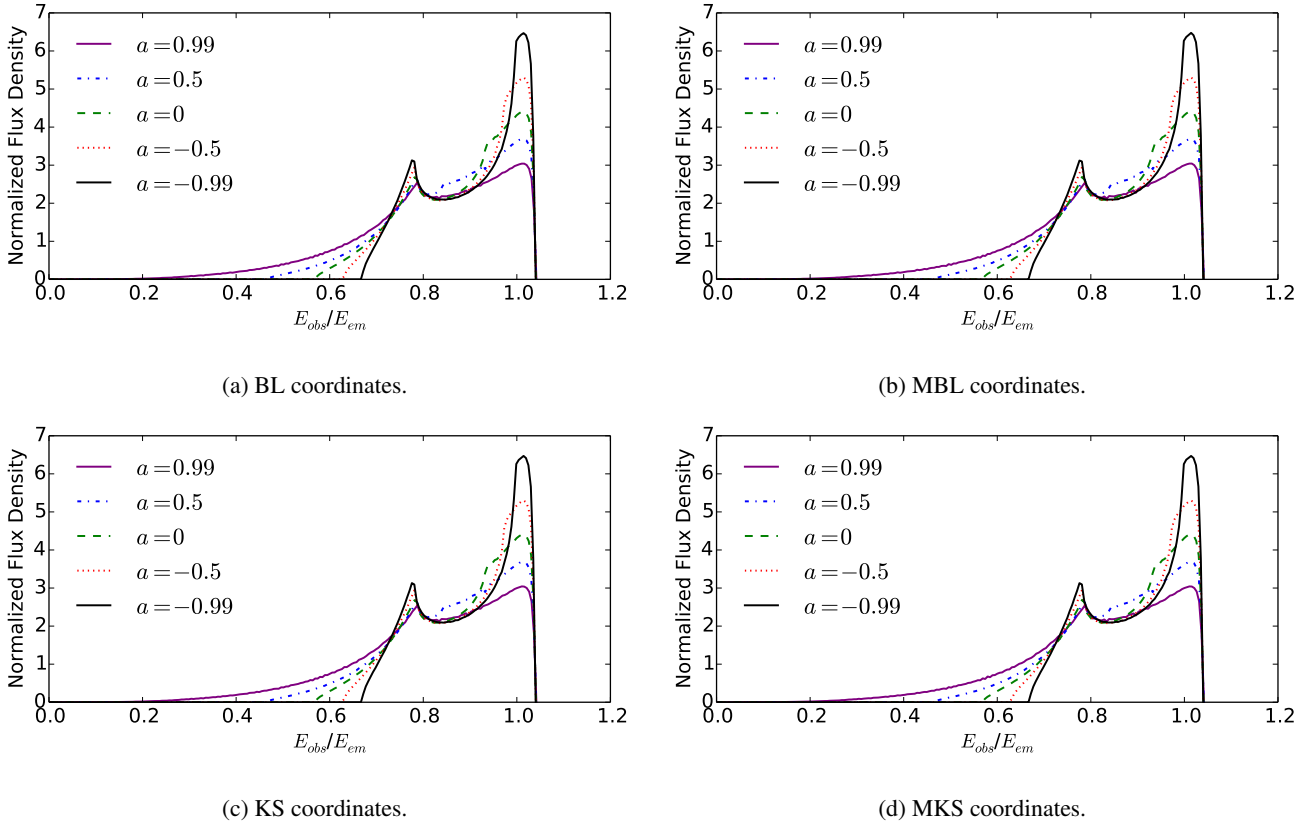 7
6
5
4
3
2
1
0
Normalized Flux Density
a=0.99
a=0.5
a=0
a=−0.5
a=−0.99
0.0 0.2 0.4 0.6 0.8 1.0 1.2
E_obs/E_em
(a) BL coordinates.
7
6
5
4
3
2
1
0
Normalized Flux Density
a=0.99
a=0.5
a=0
a=−0.5
a=−0.99
0.0 0.2 0.4 0.6 0.8 1.0 1.2
E_obs/E_em
(b) MBL coordinates.
7
6
5
4
3
2
1
0
Normalized Flux Density
a=0.99
a=0.5
a=0
a=−0.5
a=−0.99
0.0 0.2 0.4 0.6 0.8 1.0 1.2
E_obs/E_em
(c) KS coordinates.
7
6
5
4
3
2
1
0
Normalized Flux Density
a=0.99
a=0.5
a=0
a=−0.5
a=−0.99
0.0 0.2 0.4 0.6 0.8 1.0 1.2
E_obs/E_em
(d) MKS coordinates.